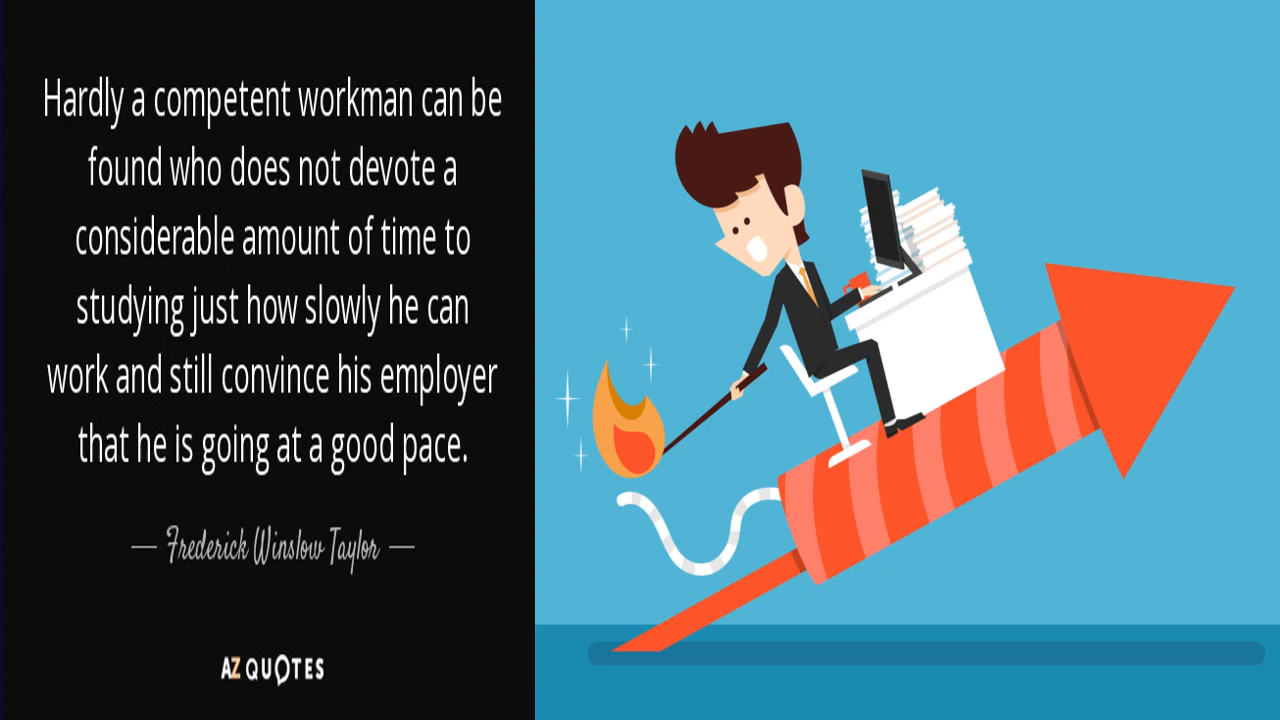 Hardly a competent workman can be
found who does not devote a
considerable amount of time to
studying just how slowly he can
work and still convince his employer
that he is going at a good pace.
— Frederick Winslow Taylor —
AZ QUOTES